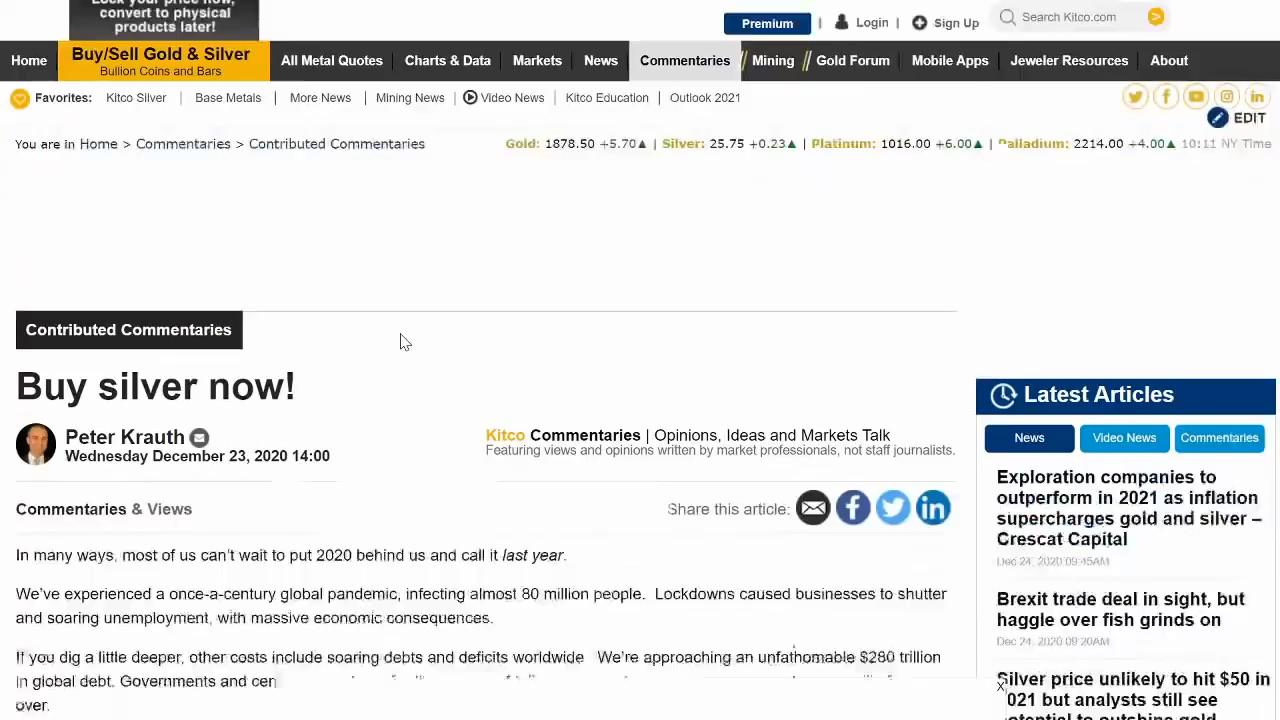 Lock your price now,
convert to physical
products later!
Premium | Login | Sign Up Search Kitco.com
Home Buy/Sell Gold & Silver All Metal Quotes Charts & Data Markets News Commentaries Mining Gold Forum Mobile Apps Jeweler Resources About
Bullion Coins and Bars
Favorites: Kitco Silver | Base Metals | More News | Mining News | Video News | Kitco Education | Outlook 2021
EDIT
You are in Home > Commentaries > Contributed Commentaries
Gold: 1878.50 +5.70▲ | Silver: 25.75 +0.23▲ | Platinum: 1016.00 +6.00▲ | Palladium: 2214.00 +4.00▲ 10:11 NY Time
Contributed Commentaries
Buy silver now!
Peter Krauth
Wednesday December 23, 2020 14:00
Kitco Commentaries | Opinions, Ideas and Markets Talk
Featuring views and opinions written by market professionals, not staff journalists.
Commentaries & Views
Share this article:
In many ways, most of us can't wait to put 2020 behind us and call it last year.
We've experienced a once-a-century global pandemic, infecting almost 80 million people. Lockdowns caused businesses to shutter
and soaring unemployment, with massive economic consequences.
If you dig a little deeper, other costs include soaring debts and deficits worldwide We're approaching an unfathomable $280 trillion
in global debt. Governments and cen
over.
Latest Articles
News Video News Commentaries
Exploration companies to
outperform in 2021 as inflation
supercharges gold and silver –
Crescat Capital
Dec 24, 2020 09:45AM
Brexit trade deal in sight, but
haggle over fish grinds on
Dec 24, 2020 09:20AM
Silver price unlikely to hit $50 in
x
021 but analysts still see
potential to outshine gold